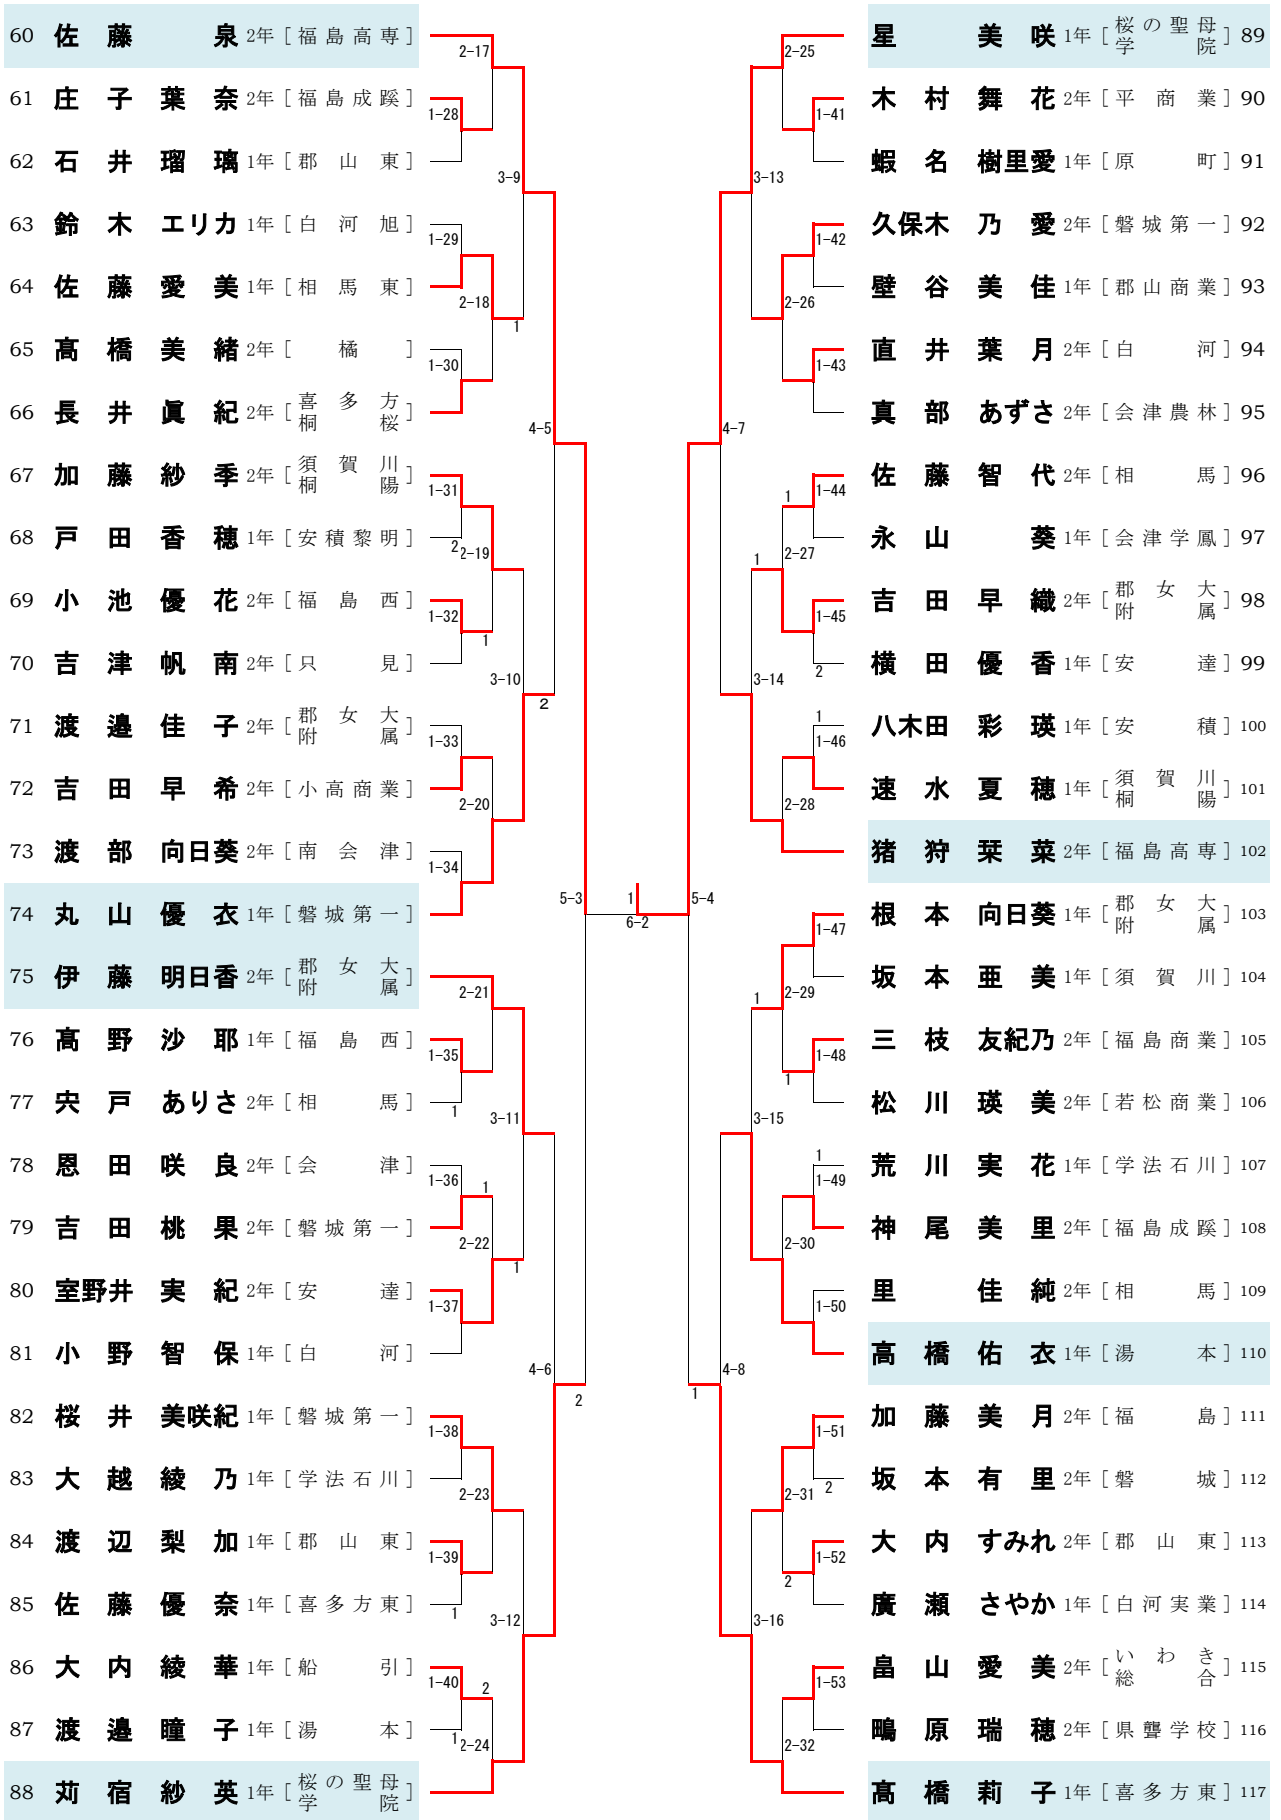 60 佐藤 泉 2年 [福島高専]
61 庄子葉奈 2年 [福島成蹊]
62 石井瑠璃 1年 [郡山東]
63 鈴木エリカ 1年 [白河旭]
64 佐藤愛美 1年 [相馬東]
65 髙橋美緒 2年 [橘]
66 長井眞紀 2年 [喜多方桐桜]
67 加藤紗季 2年 [須賀川桐陽]
68 戸田香穂 1年 [安積黎明]
69 小池優花 2年 [福島西]
70 吉津帆南 2年 [只見]
71 渡邉佳子 2年 [郡女大附属]
72 吉田早希 2年 [小高商業]
73 渡部向日葵 2年 [南会津]
74 丸山優衣 1年 [磐城第一]
75 伊藤明日香 2年 [郡女大附属]
76 髙野沙耶 1年 [福島西]
77 宍戸ありさ 2年 [相馬]
78 恩田咲良 2年 [会津]
79 吉田桃果 2年 [磐城第一]
80 室野井実紀 2年 [安達]
81 小野智保 1年 [白河]
82 桜井美咲紀 1年 [磐城第一]
83 大越綾乃 1年 [学法石川]
84 渡辺梨加 1年 [郡山東]
85 佐藤優奈 1年 [喜多方東]
86 大内綾華 1年 [船引]
87 渡邉瞳子 1年 [湯本]
88 苅宿紗英 1年 [桜の聖母学院]
2-17
1-28
3-9
1-29
2-18
1
1-30
4-5
1-31
2
2-19
1-32
1
3-10
2
1-33
2-20
1-34
5-3
2-21
1-35
1
3-11
1-36
1
2-22
1
1-37
4-6
2
1-38
2-23
1-39
1
3-12
1-40
2
1
2-24
1
6-2
2-25
1-41
3-13
1-42
2-26
1-43
4-7
1
1-44
2-27
1
1-45
2
3-14
1
1-46
2-28
5-4
1-47
2-29
1
1-48
1
3-15
1
1-49
2-30
1-50
4-8
1
1-51
2-31
2
1-52
2
3-16
1-53
2-32
星 美咲 1年 [桜の聖母学院] 89
木村舞花 2年 [平商業] 90
蝦名樹里愛 1年 [原町] 91
久保木乃愛 2年 [磐城第一] 92
壁谷美佳 1年 [郡山商業] 93
直井葉月 2年 [白河] 94
真部あずさ 2年 [会津農林] 95
佐藤智代 2年 [相馬] 96
永山 葵 1年 [会津学鳳] 97
吉田早織 2年 [郡女大附属] 98
横田優香 1年 [安達] 99
八木田彩瑛 1年 [安積] 100
速水夏穂 1年 [須賀川桐陽] 101
猪狩栞菜 2年 [福島高専] 102
根本向日葵 1年 [郡女大附属] 103
坂本亜美 1年 [須賀川] 104
三枝友紀乃 2年 [福島商業] 105
松川瑛美 2年 [若松商業] 106
荒川実花 1年 [学法石川] 107
神尾美里 2年 [福島成蹊] 108
里 佳純 2年 [相馬] 109
髙橋佑衣 1年 [湯本] 110
加藤美月 2年 [福島] 111
坂本有里 2年 [磐城] 112
大内すみれ 2年 [郡山東] 113
廣瀬さやか 1年 [白河実業] 114
畠山愛美 2年 [いわき総合] 115
鴫原瑞穂 2年 [県聾学校] 116
髙橋莉子 1年 [喜多方東] 117